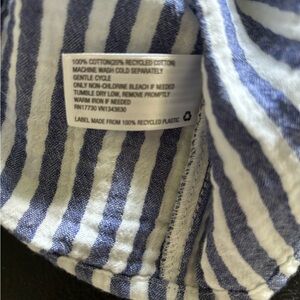 100% COTTON(20% RECYCLED COTTON)
MACHINE WASH COLD SEPARATELY
GENTLE CYCLE
ONLY NON-CHLORINE BLEACH IF NEEDED
TUMBLE DRY LOW, REMOVE PROMPTLY
WARM IRON IF NEEDED
RN17730 VN1343630
LABEL MADE FROM 100% RECYCLED PLASTIC